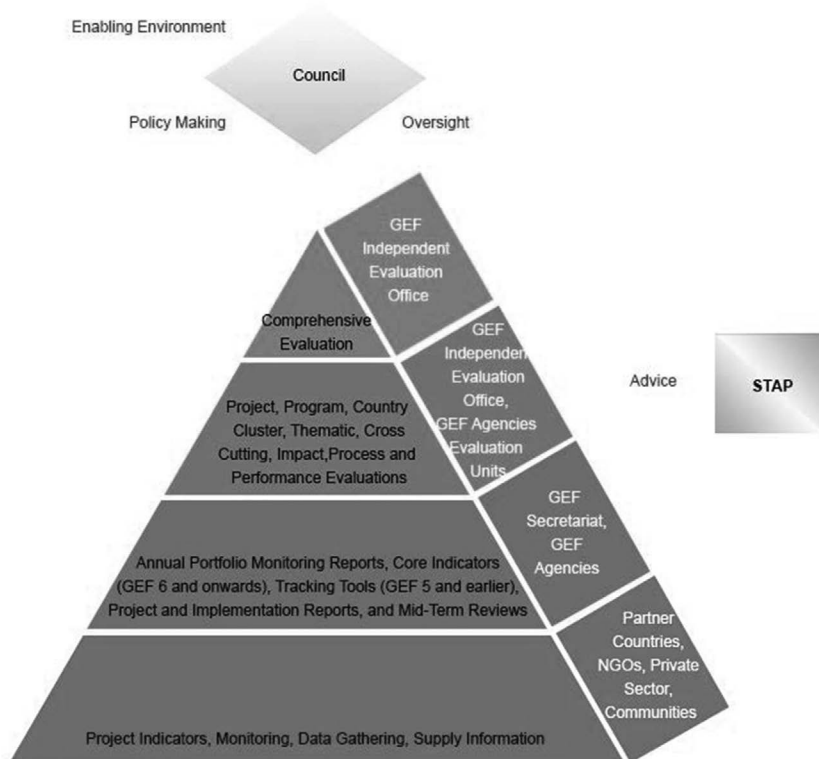 Enabling Environment
Council
Policy Making
Oversight
GEF
Independent
Evaluation
Office
Comprehensive
Evaluation
GEF
Independent
Evaluation
Office,
GEF Agencies
Evaluation
Units
Advice
STAP
Project, Program, Country
Cluster, Thematic, Cross
Cutting, Impact,Process and
Performance Evaluations
GEF
Secretariat,
GEF
Agencies
Annual Portfolio Monitoring Reports, Core Indicators
(GEF 6 and onwards), Tracking Tools (GEF 5 and earlier),
Project and Implementation Reports, and Mid-Term Reviews
Partner
Countries,
NGOs, Private
Sector,
Communities
Project Indicators, Monitoring, Data Gathering, Supply Information